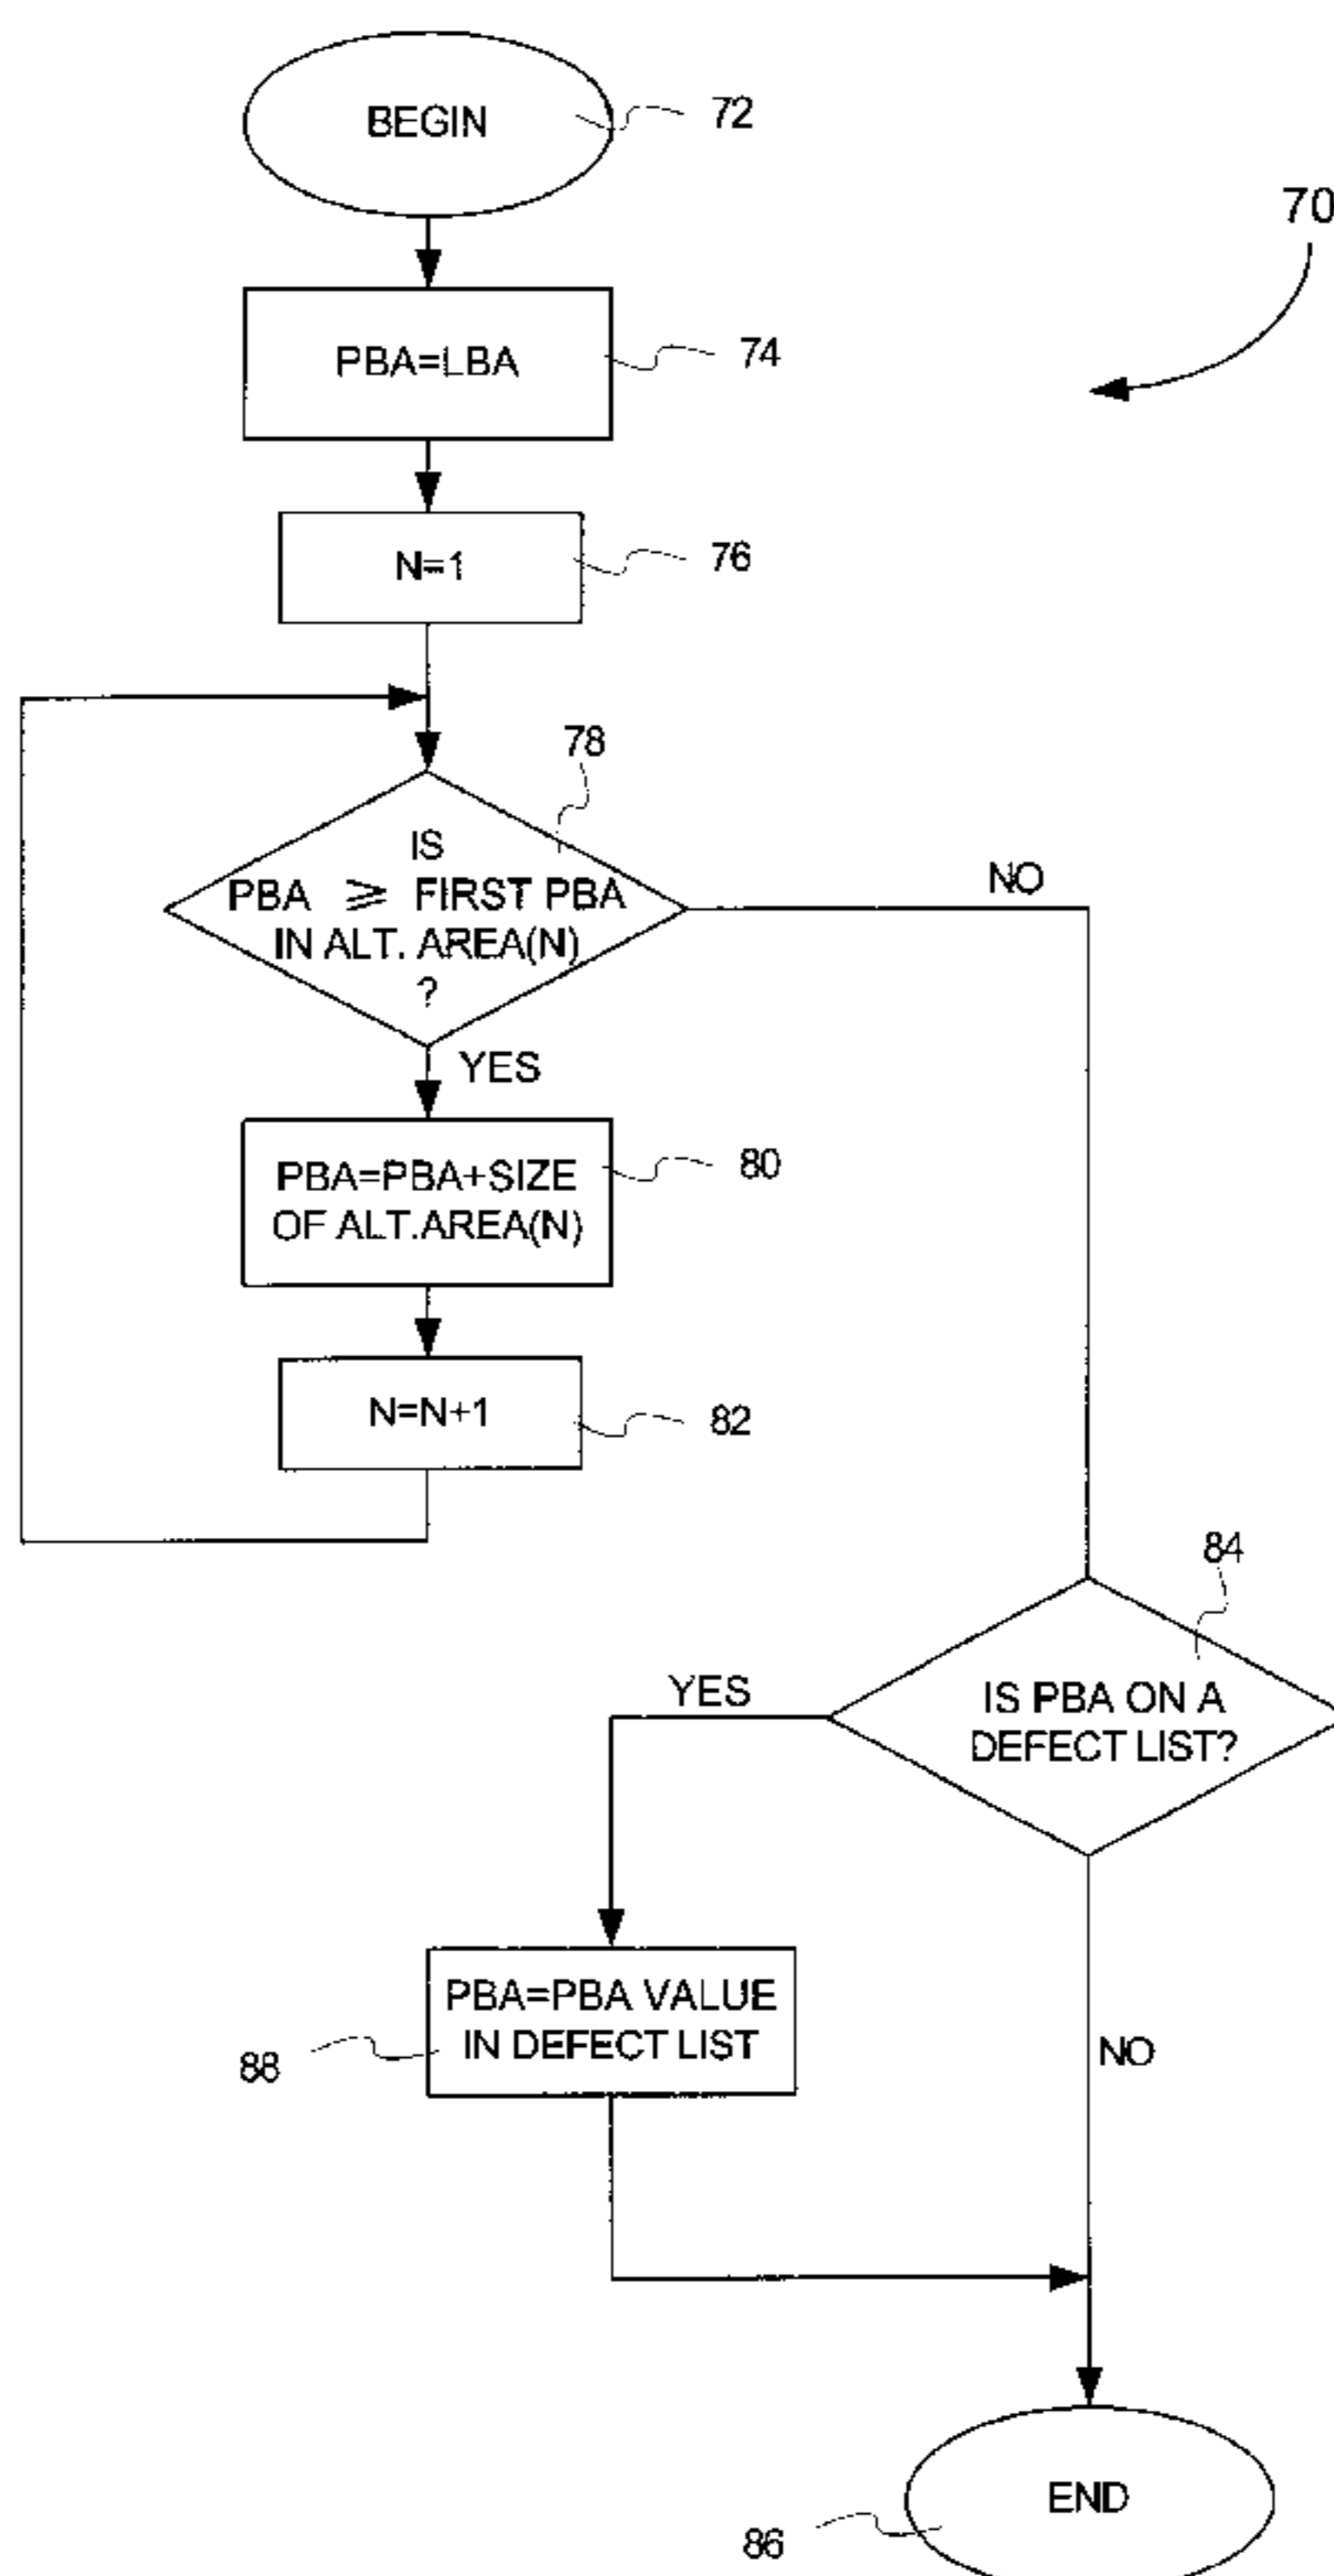 BEGIN
72
70
PBA=LBA
74
N=1
76
78
IS
PBA ≥ FIRST PBA
IN ALT. AREA(N)
?
NO
YES
PBA=PBA+SIZE
OF ALT.AREA(N)
80
N=N+1
82
84
IS PBA ON A
DEFECT LIST?
YES
PBA=PBA VALUE
IN DEFECT LIST
88
NO
END
86